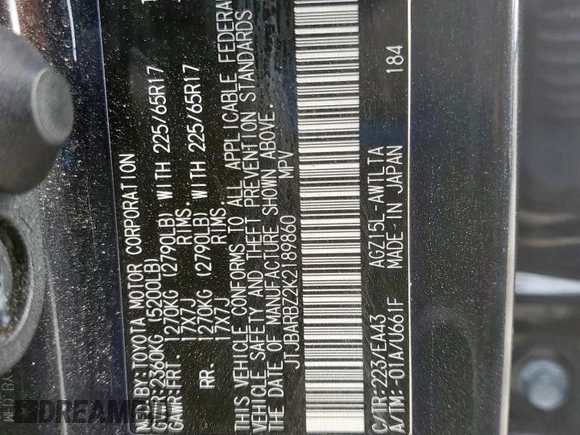 MFD.BY:TOYOTA MOTOR CORPORATION
GVWR:2360KG (5200LB)
GAWR:FRT. 1270KG (2790LB) WITH 225/65R17
17X7J RIMS.
RR. 1270KG (2790LB) WITH 225/65R17
17X7J RIMS.
THIS VEHICLE CONFORMS TO ALL APPLICABLE FEDERA
VEHICLE SAFETY AND THEFT PREVENTION STANDARDS
THE DATE OF MANUFACTURE SHOWN ABOVE.
JTJBARBZ2K2189860 MPV
C/TR:223/EA43 AGZ15L-AWTLTA
A/TM:-01A/U661F MADE IN JAPAN 184
DREAMBID